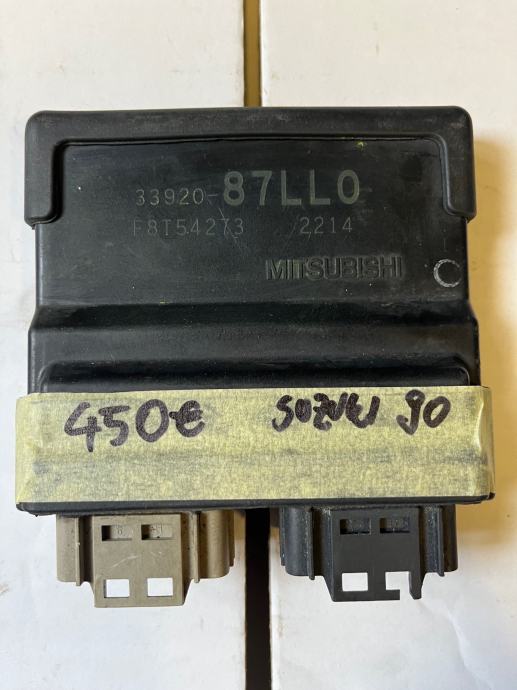 33920-87LL0
F8T54273 2214
MITSUBISHI
450€ SUZUKI 90